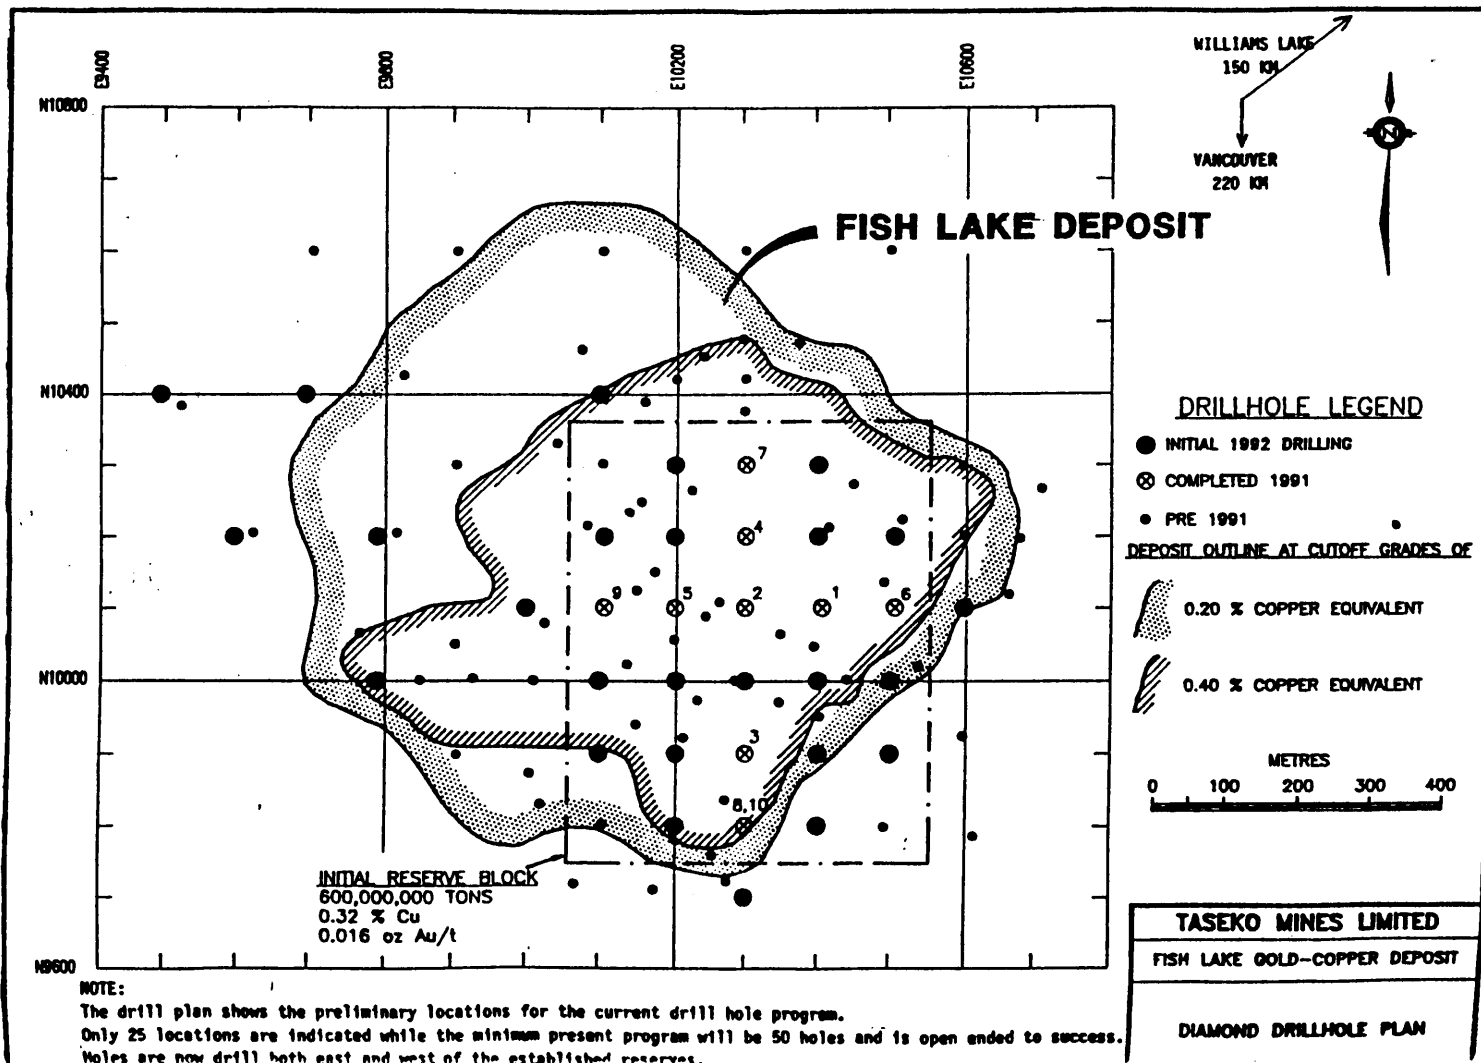 E9400
E9800
E10200
E10600
N10800
N10400
N10000
N9600
WILLIAMS LAKE
150 KM
VANCOUVER
220 KM
N
FISH LAKE DEPOSIT
7
4
9
5
2
1
6
3
8,10
DRILLHOLE LEGEND
INITIAL 1992 DRILLING
COMPLETED 1991
PRE 1991
DEPOSIT OUTLINE AT CUTOFF GRADES OF
0.20 % COPPER EQUIVALENT
0.40 % COPPER EQUIVALENT
METRES
0 100 200 300 400
INITIAL RESERVE BLOCK
600,000,000 TONS
0.32 % Cu
0.016 oz Au/t
TASEKO MINES LIMITED
FISH LAKE GOLD-COPPER DEPOSIT
DIAMOND DRILLHOLE PLAN
NOTE:
The drill plan shows the preliminary locations for the current drill hole program.
Only 25 locations are indicated while the minimum present program will be 50 holes and is open ended to success.
Holes are now drill both east and west of the established reserves.